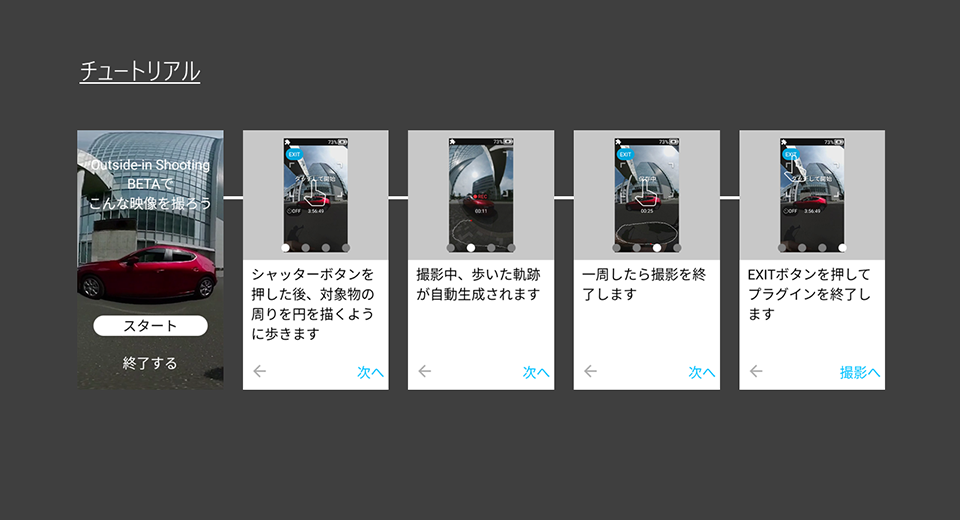 チュートリアル
Outside-in Shooting
BETAで
こんな映像を撮ろう
スタート
終了する
73%
EXIT
タップして開始
OFF 3:56:49
シャッターボタンを
押した後、対象物の
周りを円を描くよう
に歩きます
次へ
73%
REC
00:11
撮影中、歩いた軌跡
が自動生成されます
次へ
73%
EXIT
保存中
00:25
一周したら撮影を終
了します
次へ
73%
EXIT
タップして開始
OFF 3:56:49
EXITボタンを押して
プラグインを終了し
ます
撮影へ